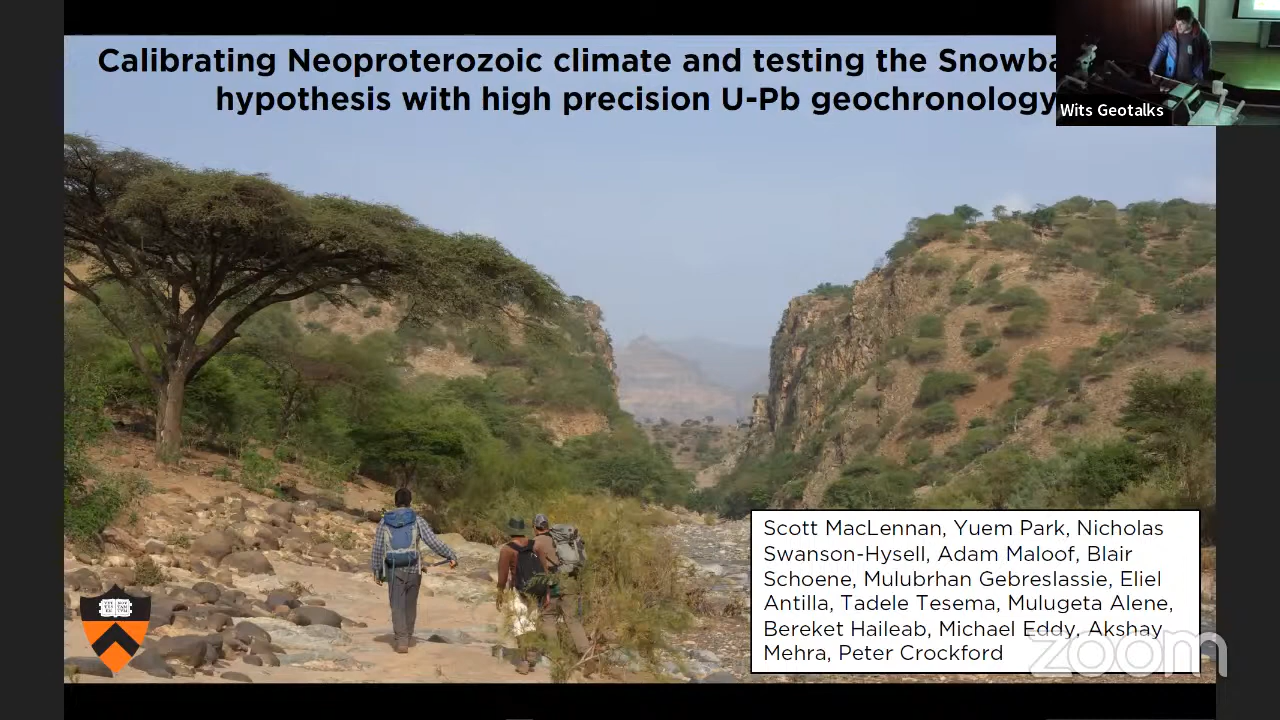 Calibrating Neoproterozoic climate and testing the Snowba
hypothesis with high precision U-Pb geochronology
Wits Geotalks
Scott MacLennan, Yuem Park, Nicholas
Swanson-Hysell, Adam Maloof, Blair
Schoene, Mulubrhan Gebreslassie, Eliel
Antilla, Tadele Tesema, Mulugeta Alene,
Bereket Haileab, Michael Eddy, Akshay
Mehra, Peter Crockford
zoom